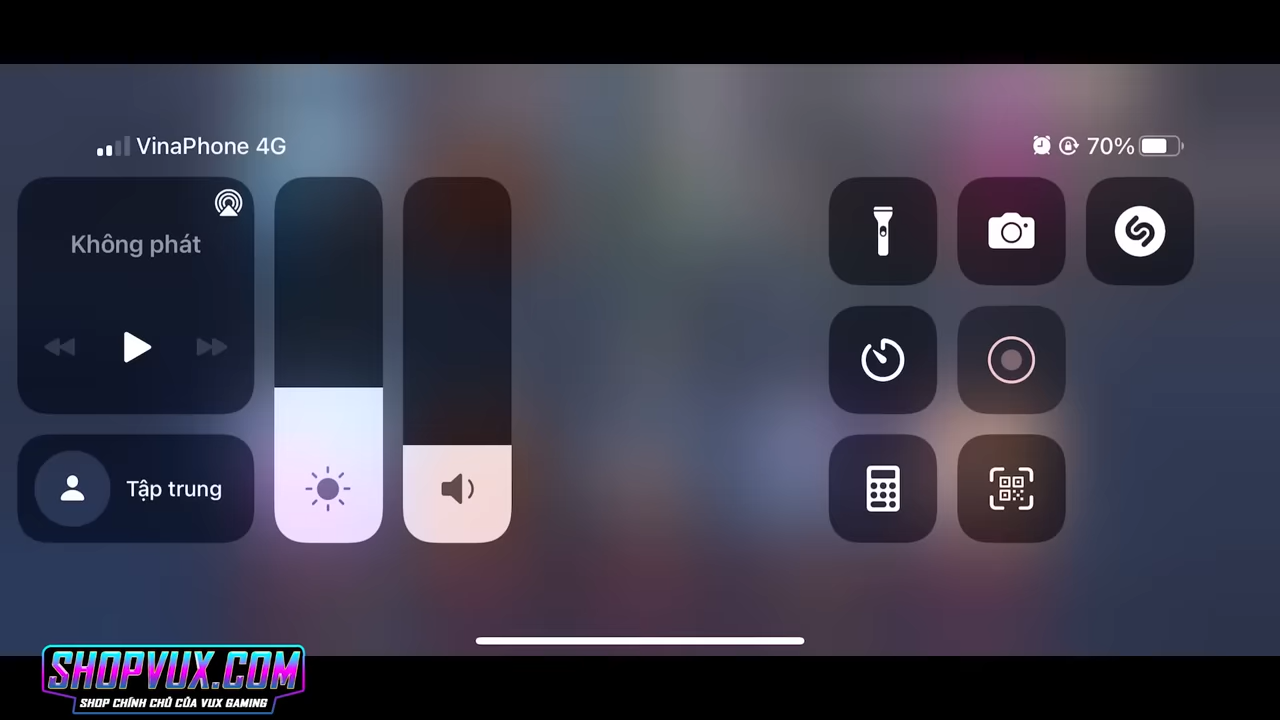 VinaPhone 4G
70%
Không phát
Tập trung
SHOPVUX.COM
SHOP CHÍNH CHỦ CỦA VUX GAMING